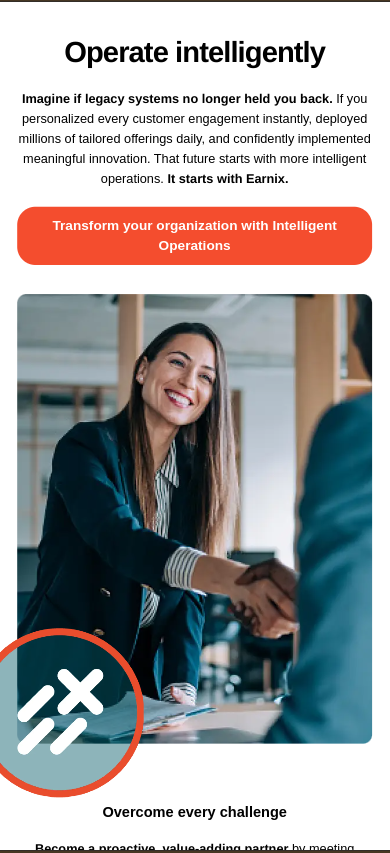 Operate intelligently
Imagine if legacy systems no longer held you back. If you
personalized every customer engagement instantly, deployed
millions of tailored offerings daily, and confidently implemented
meaningful innovation. That future starts with more intelligent
operations. It starts with Earnix.
Transform your organization with Intelligent
Operations
Overcome every challenge
Become a proactive, value-adding partner by meeting